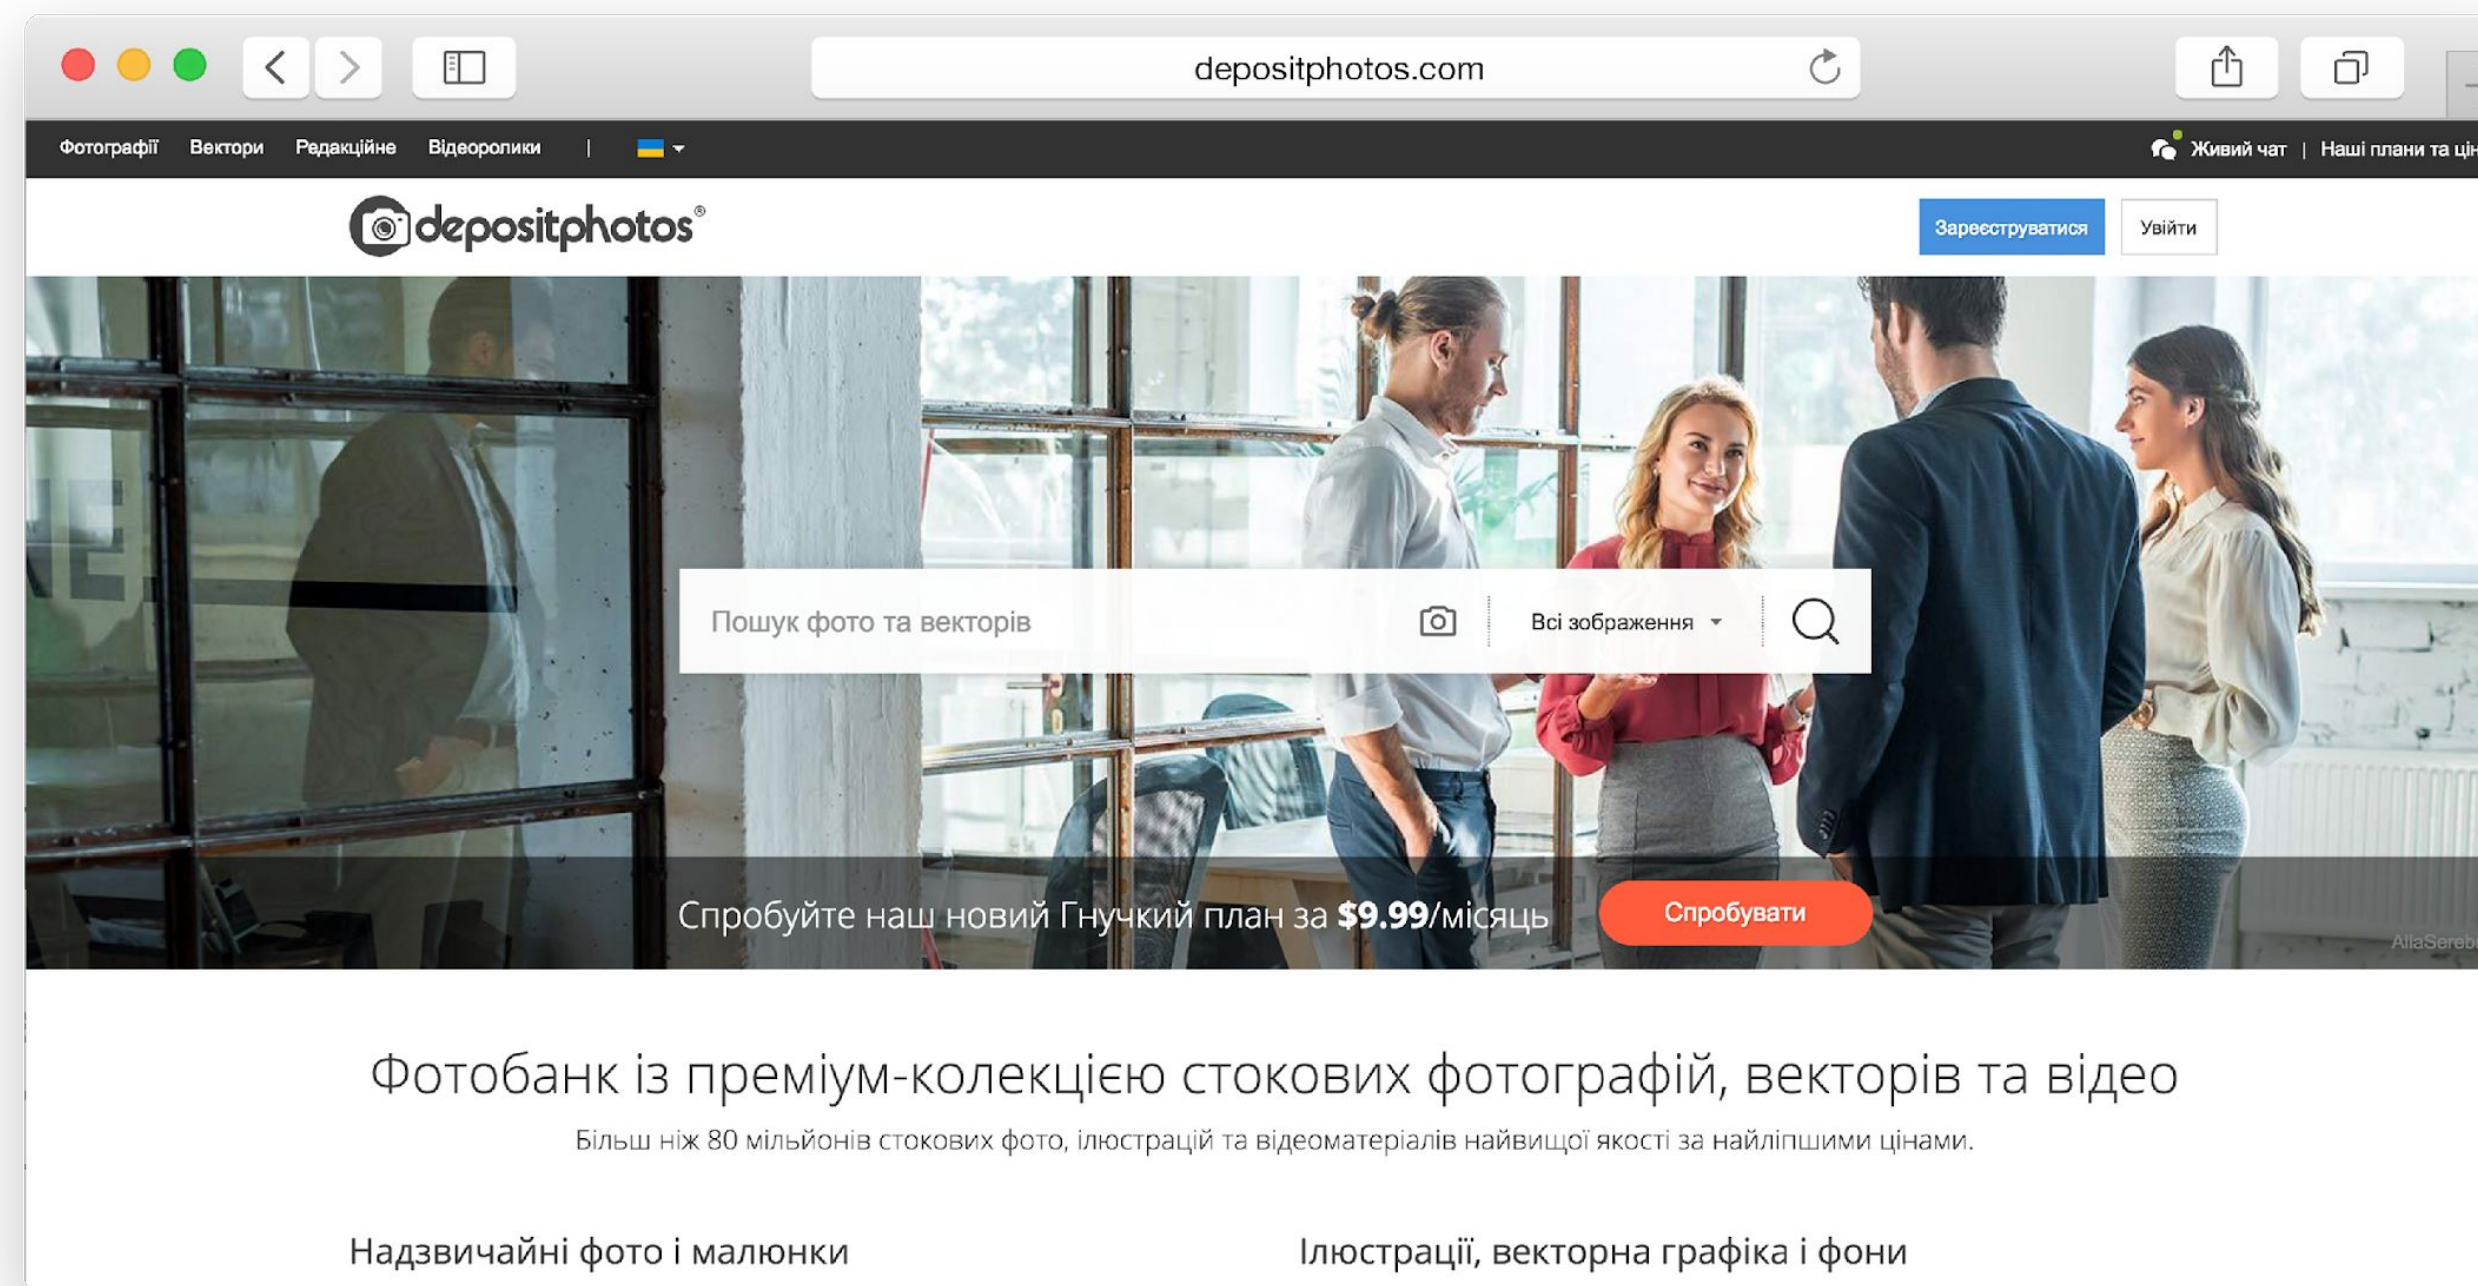 depositphotos.com
Фотографії Вектори Редакційне Відеоролики | Живий чат | Наші плани та цін
depositphotos®
Зареєструватися Увійти
Пошук фото та векторів Всі зображення
Спробуйте наш новий Гнучкий план за $9.99/місяць Спробувати
AllaSereb
Фотобанк із преміум-колекцією стокових фотографій, векторів та відео
Більш ніж 80 мільйонів стокових фото, ілюстрацій та відеоматеріалів найвищої якості за найліпшими цінами.
Надзвичайні фото і малюнки Ілюстрації, векторна графіка і фони